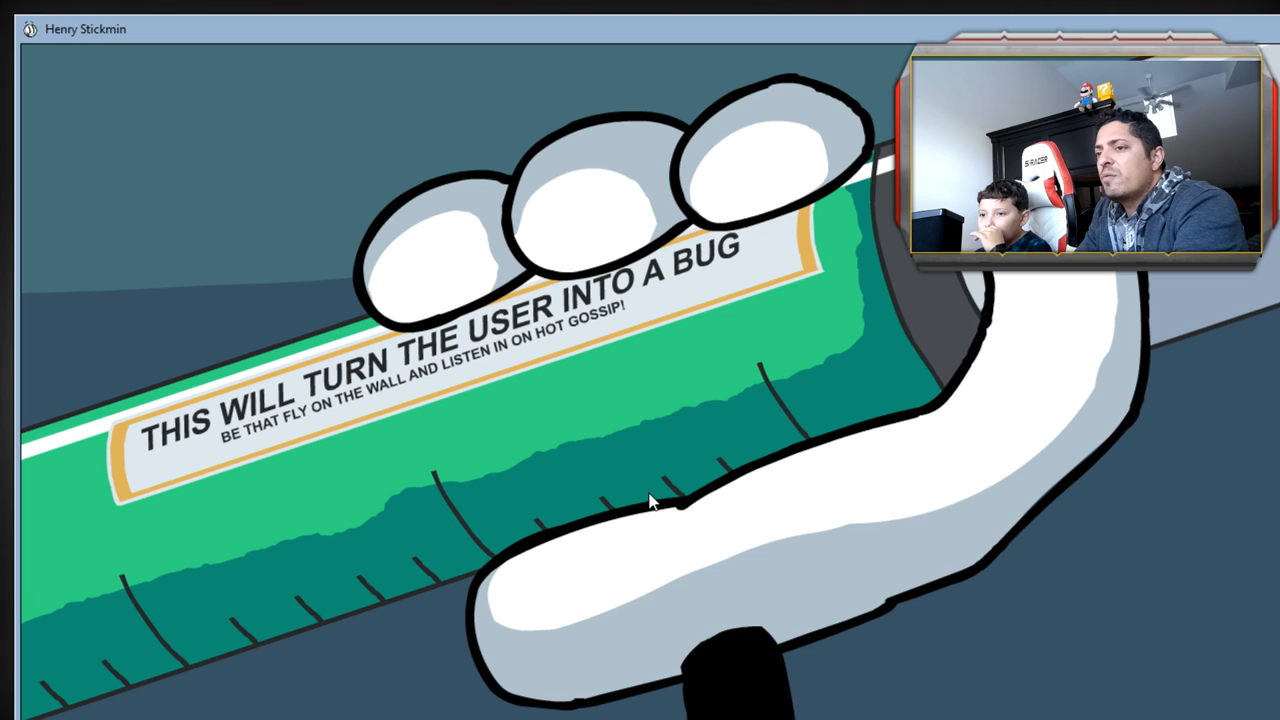 Henry Stickmin
S-RACER
THIS WILL TURN THE USER INTO A BUG
BE THAT FLY ON THE WALL AND LISTEN IN ON HOT GOSSIP!